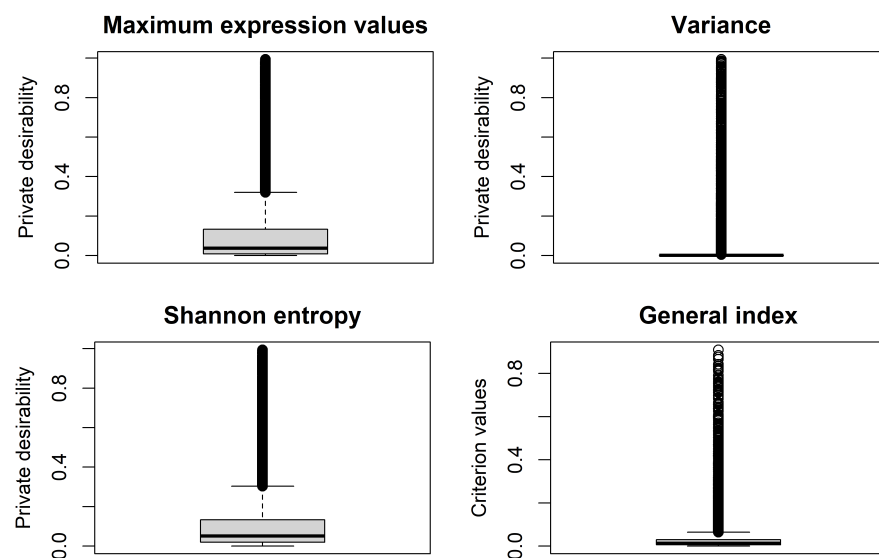 Maximum expression values
Private desirability
0.0 0.4 0.8
Variance
Private desirability
0.0 0.4 0.8
Shannon entropy
Private desirability
0.0 0.4 0.8
General index
Criterion values
0.0 0.4 0.8